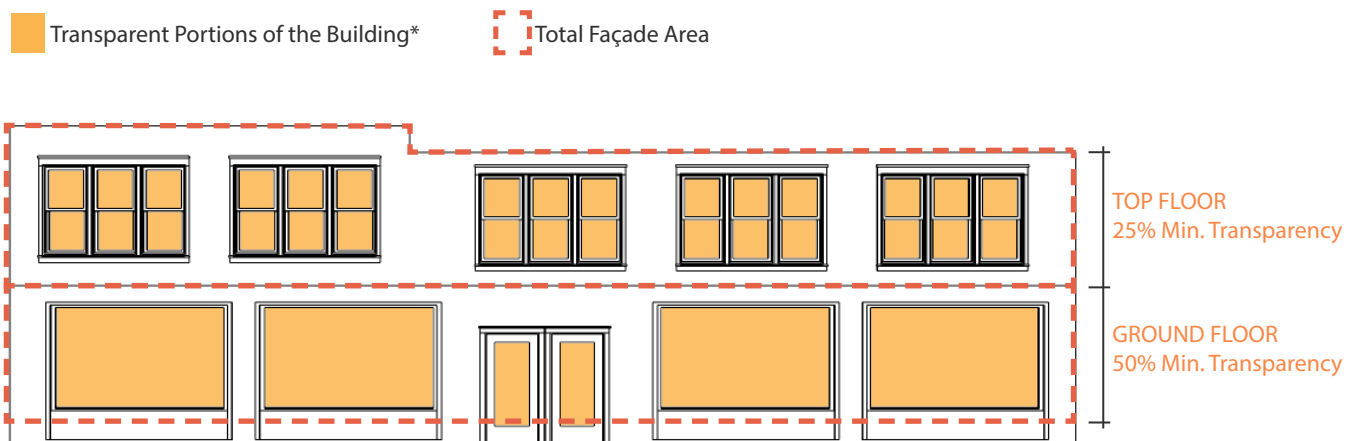 Transparent Portions of the Building*
Total Façade Area
TOP FLOOR
25% Min. Transparency
GROUND FLOOR
50% Min. Transparency